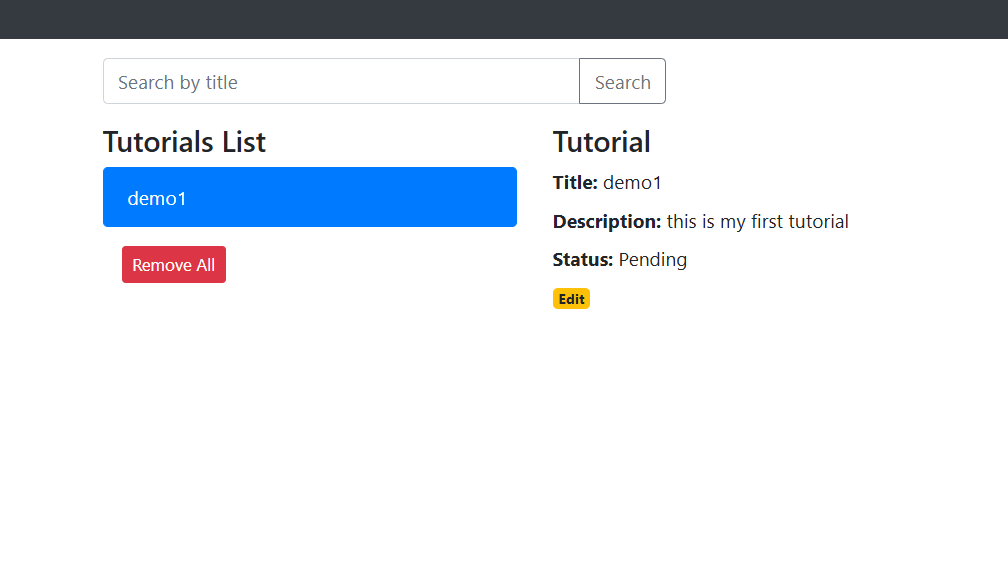 Search by title
Search
Tutorials List
demo1
Remove All
Tutorial
Title: demo1
Description: this is my first tutorial
Status: Pending
Edit